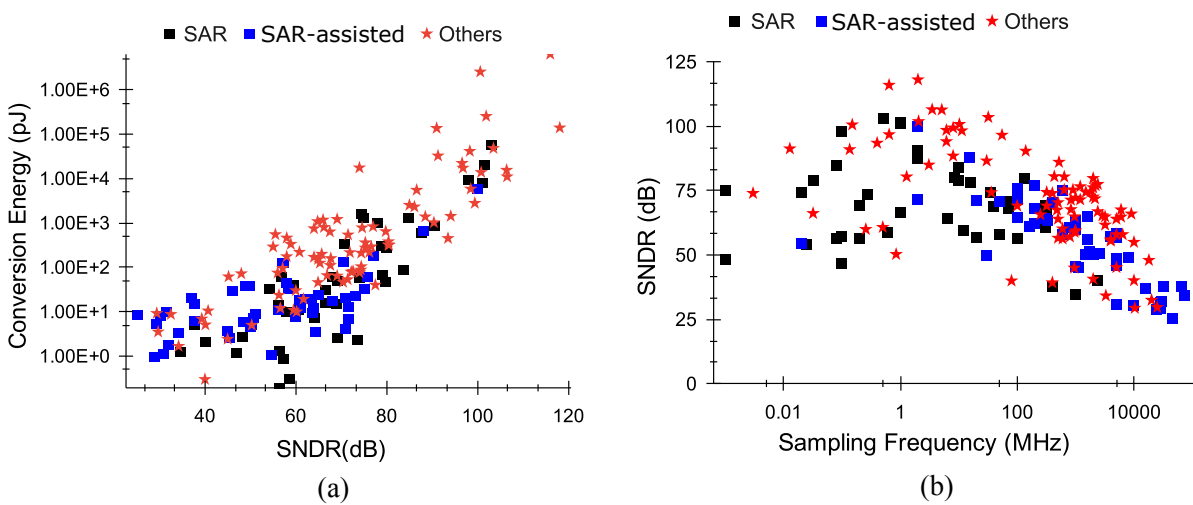 SAR SAR-assisted Others
Conversion Energy (pJ)
1.00E+6
1.00E+5
1.00E+4
1.00E+3
1.00E+2
1.00E+1
1.00E+0
40 60 80 100 120
SNDR(dB)
(a)
SAR SAR-assisted Others
SNDR (dB)
125
100
75
50
25
0
0.01 1 100 10000
Sampling Frequency (MHz)
(b)